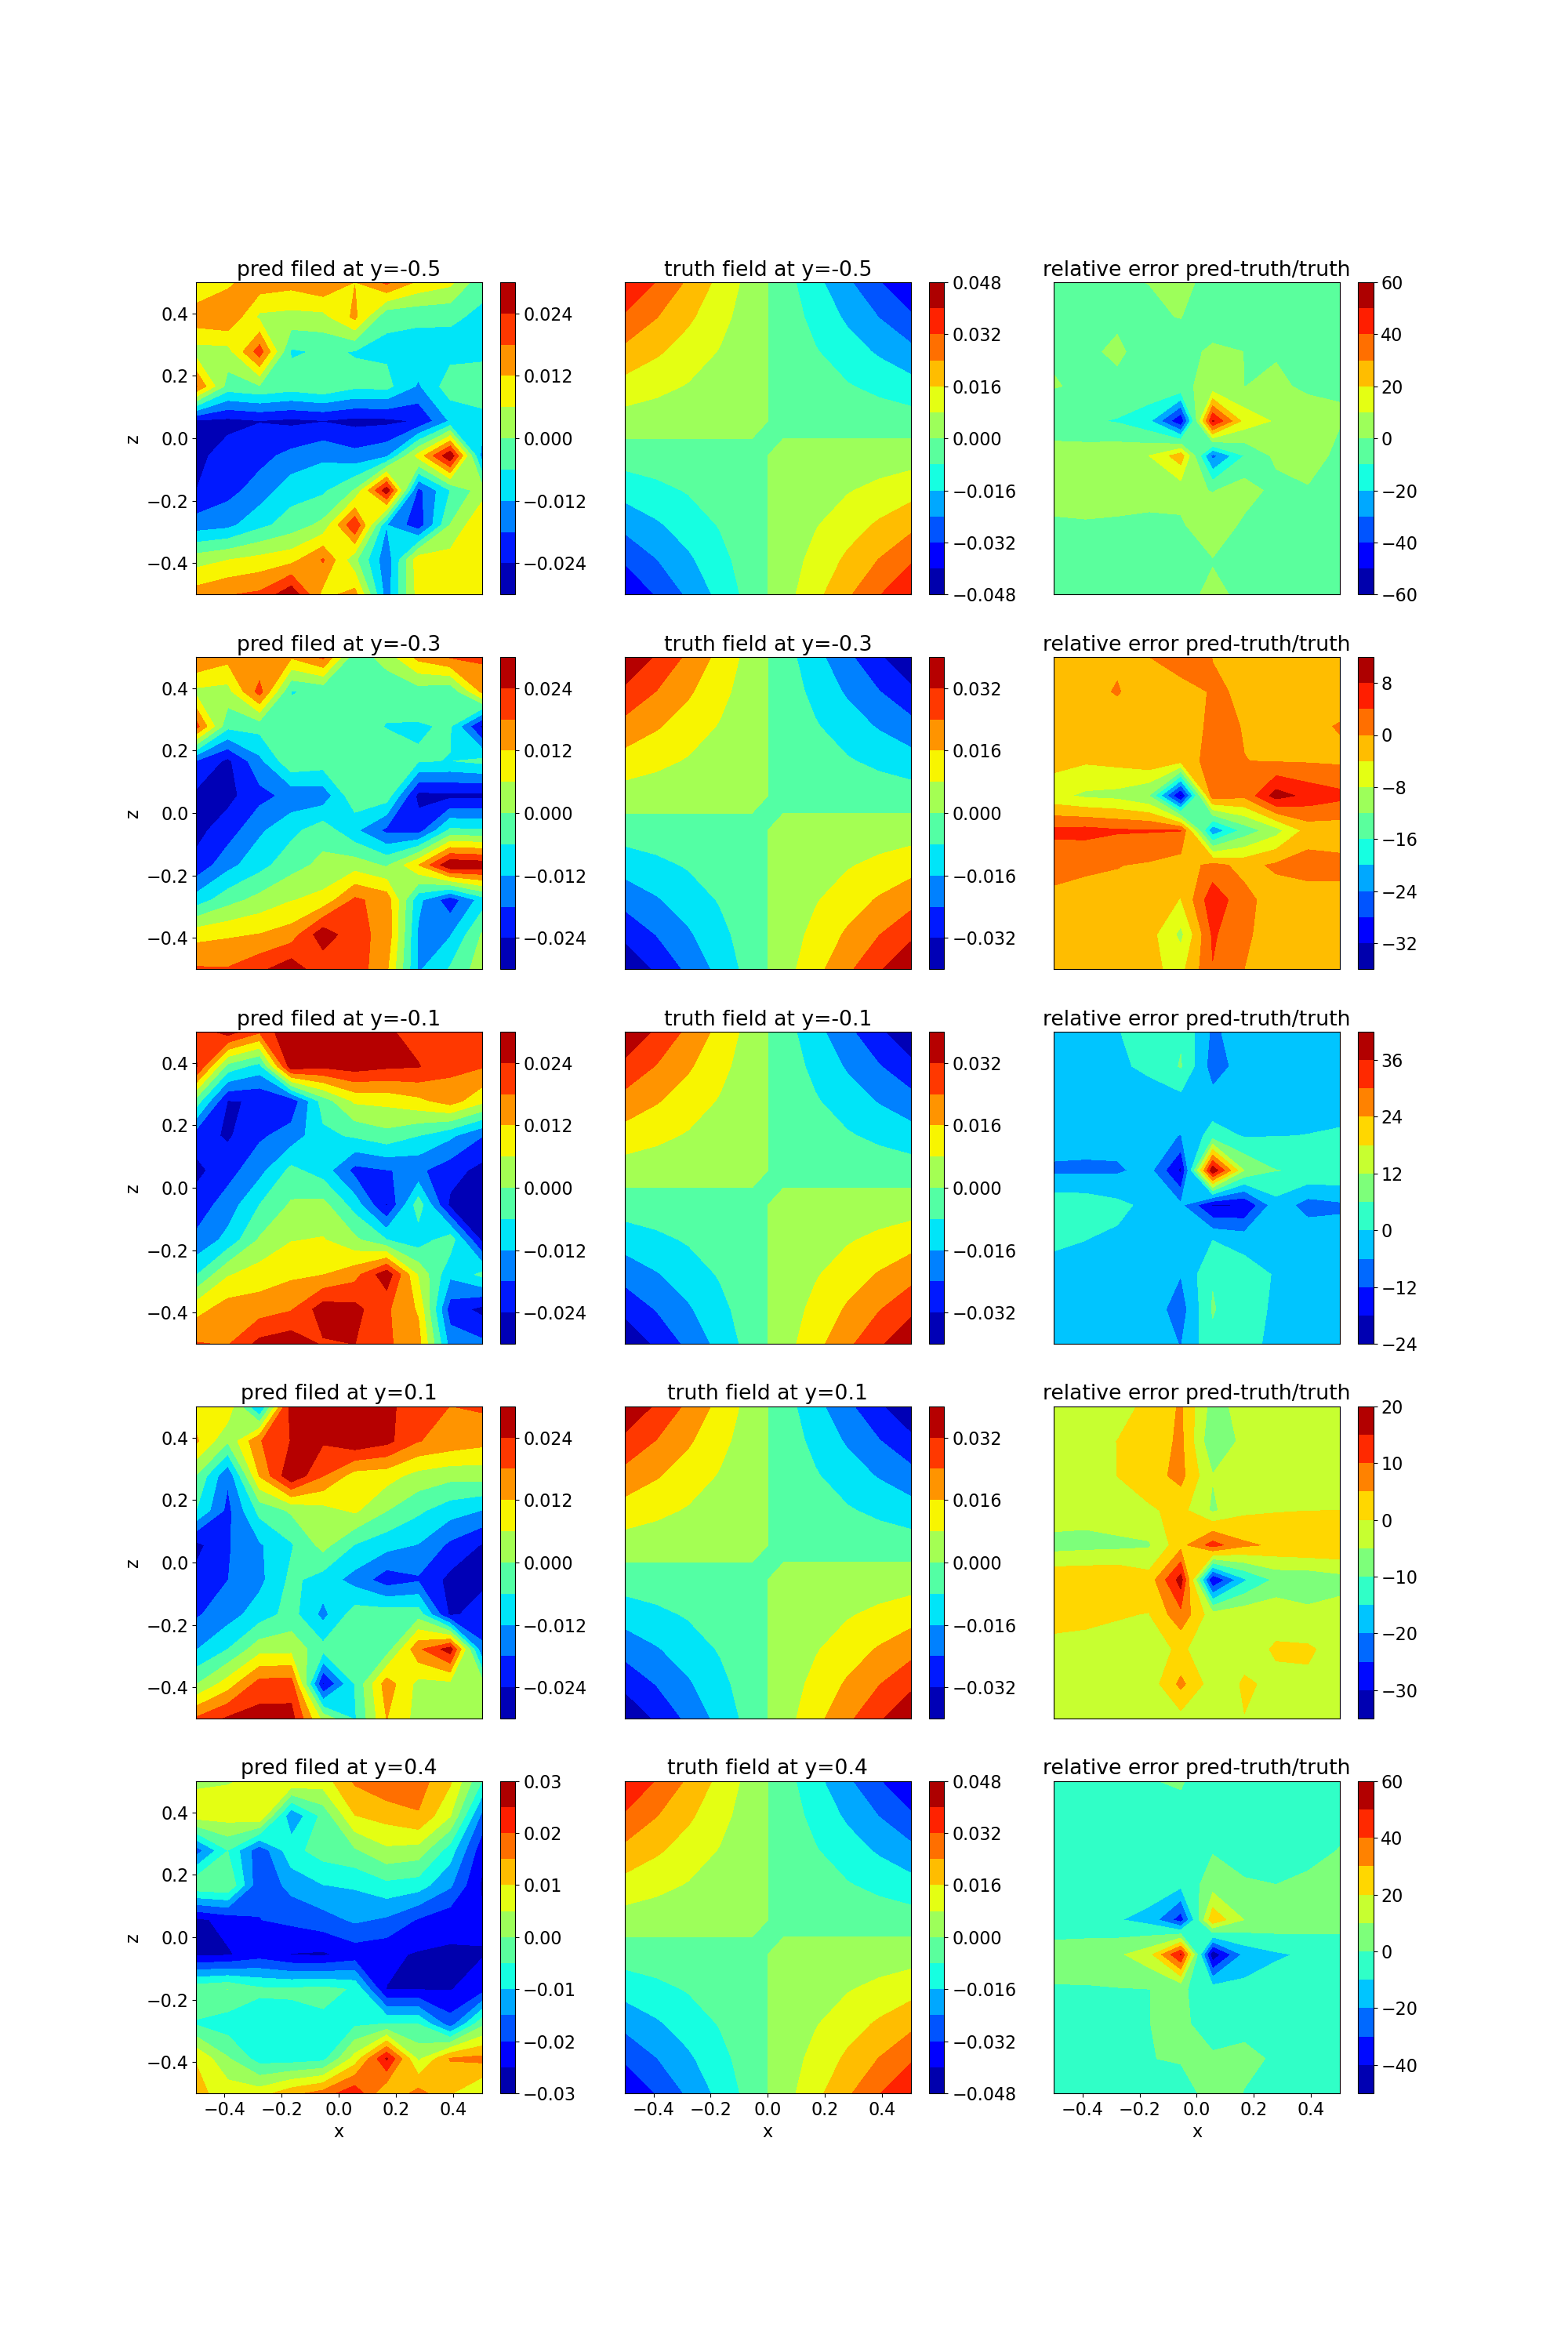 pred filed at y=-0.5 truth field at y=-0.5 relative error pred-truth/truth
z 0.4 0.2 0.0 −0.2 −0.4
0.024 0.012 0.000 −0.012 −0.024
0.048 0.032 0.016 0.000 −0.016 −0.032 −0.048
60 40 20 0 −20 −40 −60
pred filed at y=-0.3 truth field at y=-0.3 relative error pred-truth/truth
z 0.4 0.2 0.0 −0.2 −0.4
0.024 0.012 0.000 −0.012 −0.024
0.032 0.016 0.000 −0.016 −0.032
8 0 −8 −16 −24 −32
pred filed at y=-0.1 truth field at y=-0.1 relative error pred-truth/truth
z 0.4 0.2 0.0 −0.2 −0.4
0.024 0.012 0.000 −0.012 −0.024
0.032 0.016 0.000 −0.016 −0.032
36 24 12 0 −12 −24
pred filed at y=0.1 truth field at y=0.1 relative error pred-truth/truth
z 0.4 0.2 0.0 −0.2 −0.4
0.024 0.012 0.000 −0.012 −0.024
0.032 0.016 0.000 −0.016 −0.032
20 10 0 −10 −20 −30
pred filed at y=0.4 truth field at y=0.4 relative error pred-truth/truth
z 0.4 0.2 0.0 −0.2 −0.4
0.03 0.02 0.01 0.00 −0.01 −0.02 −0.03
0.048 0.032 0.016 0.000 −0.016 −0.032 −0.048
60 40 20 0 −20 −40
−0.4 −0.2 0.0 0.2 0.4 −0.4 −0.2 0.0 0.2 0.4 −0.4 −0.2 0.0 0.2 0.4
x x x